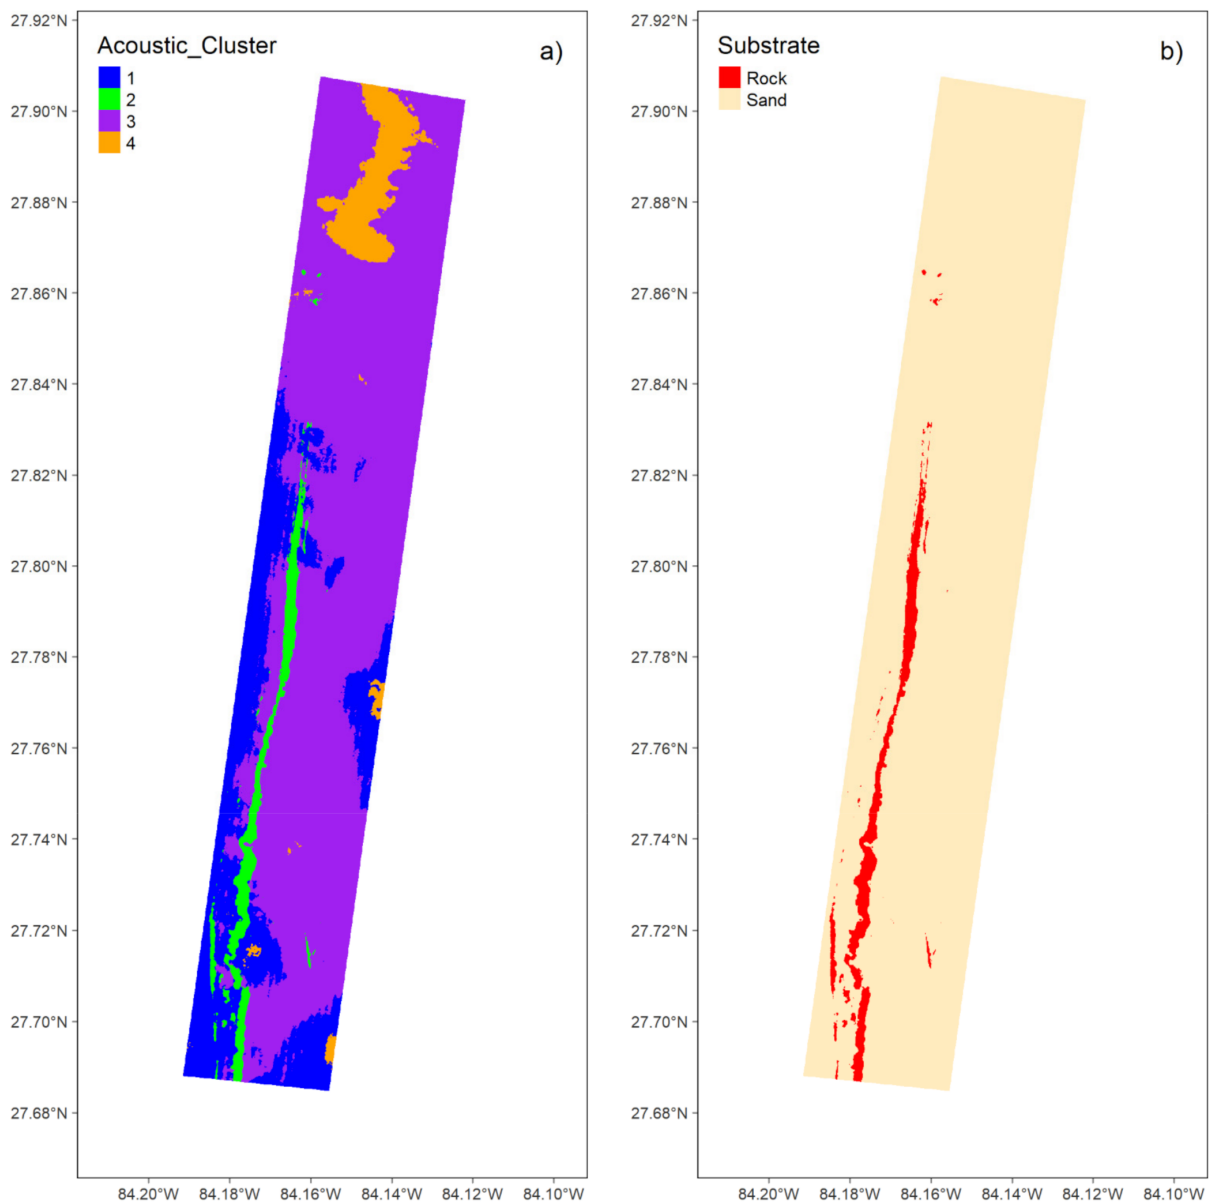 Acoustic_Cluster
a)
1
2
3
4
27.92°N
27.90°N
27.88°N
27.86°N
27.84°N
27.82°N
27.80°N
27.78°N
27.76°N
27.74°N
27.72°N
27.70°N
27.68°N
84.20°W 84.18°W 84.16°W 84.14°W 84.12°W 84.10°W
Substrate
b)
Rock
Sand
27.92°N
27.90°N
27.88°N
27.86°N
27.84°N
27.82°N
27.80°N
27.78°N
27.76°N
27.74°N
27.72°N
27.70°N
27.68°N
84.20°W 84.18°W 84.16°W 84.14°W 84.12°W 84.10°W